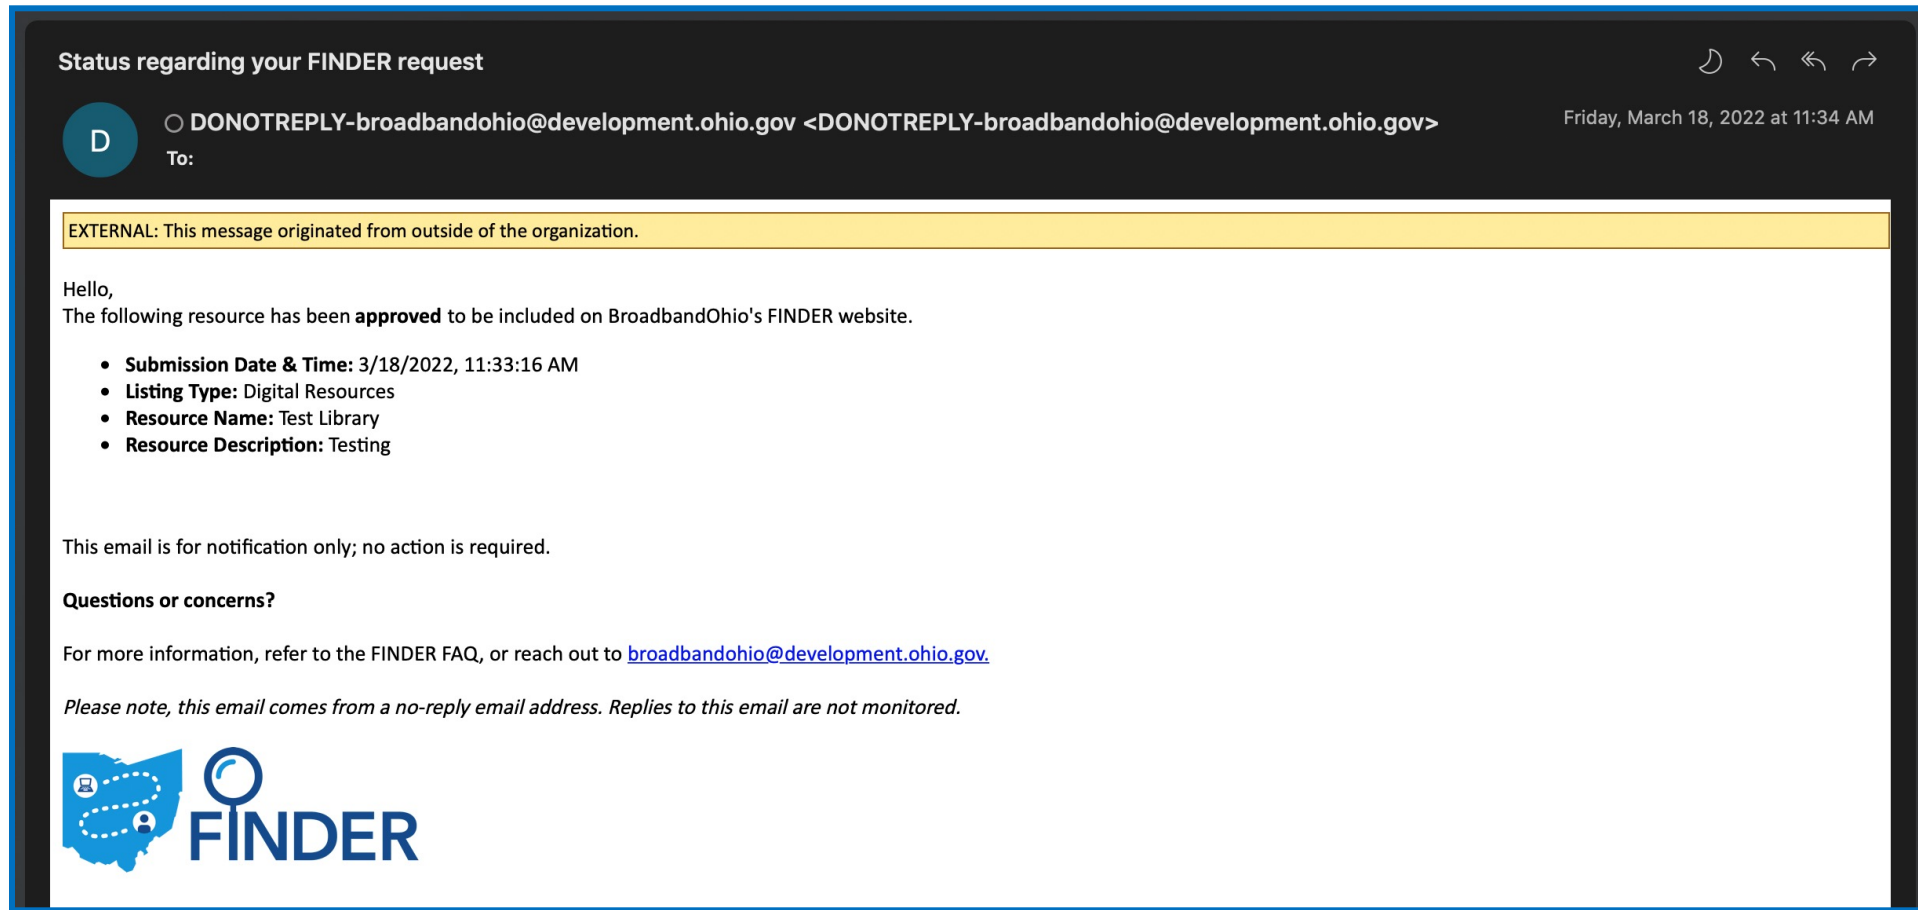 Status regarding your FINDER request
D
DONOTREPLY-broadbandohio@development.ohio.gov <DONOTREPLY-broadbandohio@development.ohio.gov>
Friday, March 18, 2022 at 11:34 AM
To:
EXTERNAL: This message originated from outside of the organization.
Hello,
The following resource has been approved to be included on BroadbandOhio's FINDER website.
• Submission Date & Time: 3/18/2022, 11:33:16 AM
• Listing Type: Digital Resources
• Resource Name: Test Library
• Resource Description: Testing
This email is for notification only; no action is required.
Questions or concerns?
For more information, refer to the FINDER FAQ, or reach out to broadbandohio@development.ohio.gov.
Please note, this email comes from a no-reply email address. Replies to this email are not monitored.
FINDER